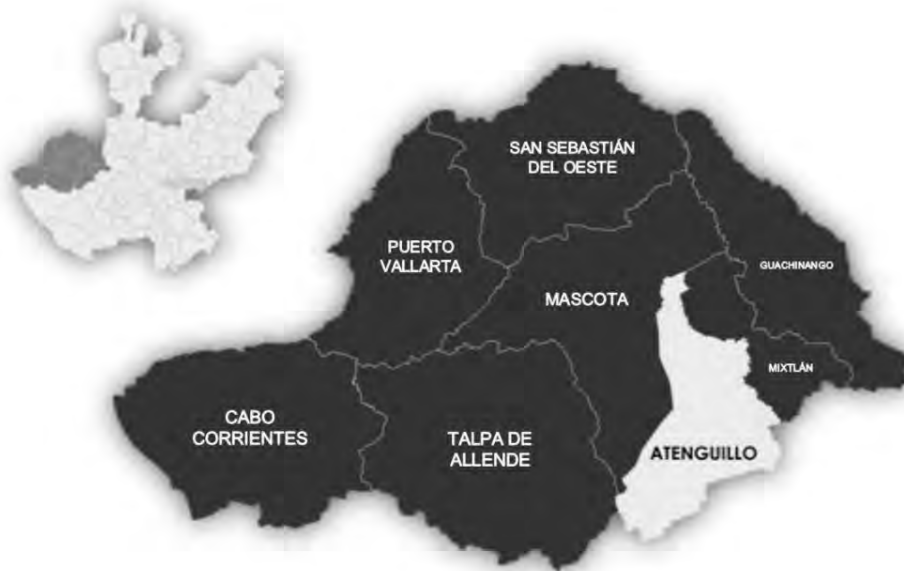 SAN SEBASTIÁN
DEL OESTE
PUERTO
VALLARTA
GUACHINANGO
MASCOTA
MIXTLÁN
CABO
CORRIENTES
TALPA DE
ALLENDE
ATENGUILLO